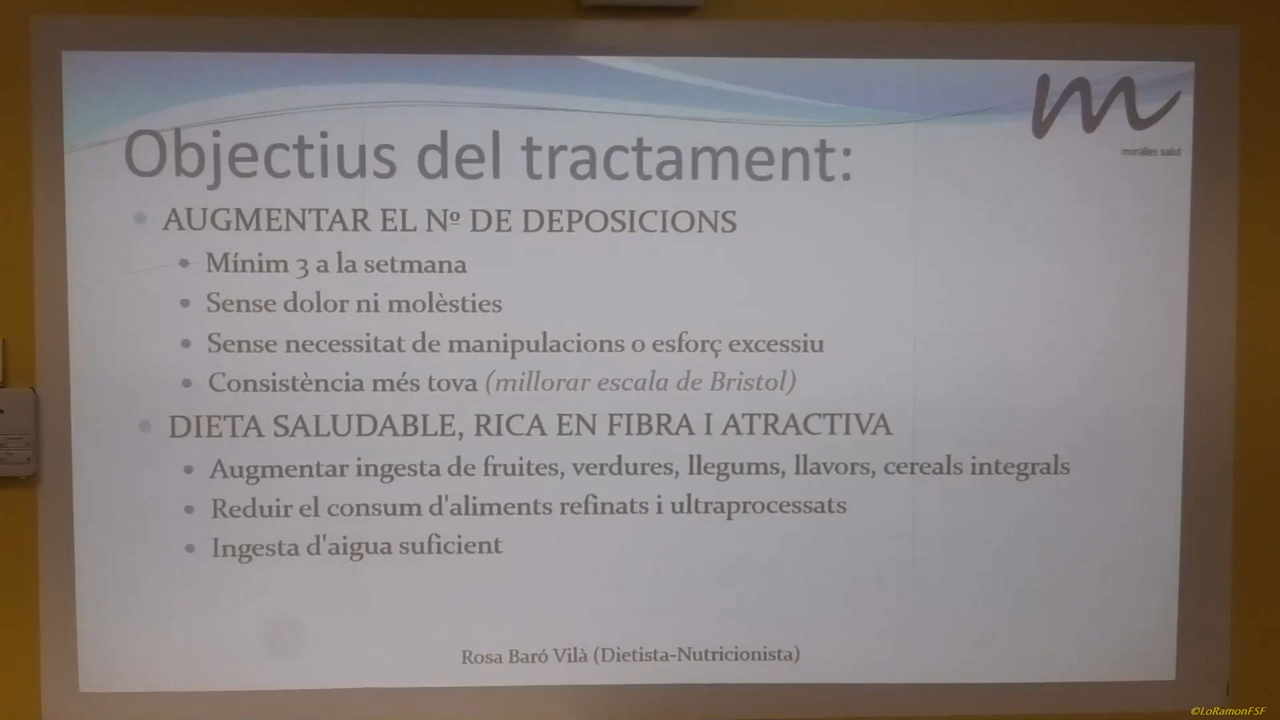 m
muralles salut
Objectius del tractament:
• AUGMENTAR EL Nº DE DEPOSICIONS
• Mínim 3 a la setmana
• Sense dolor ni molèsties
• Sense necessitat de manipulacions o esforç excessiu
• Consistència més tova (millorar escala de Bristol)
• DIETA SALUDABLE, RICA EN FIBRA I ATRACTIVA
• Augmentar ingesta de fruites, verdures, llegums, llavors, cereals integrals
• Reduir el consum d'aliments refinats i ultraprocessats
• Ingesta d'aigua suficient
Rosa Baró Vilà (Dietista-Nutricionista)
©LoRamonFSF